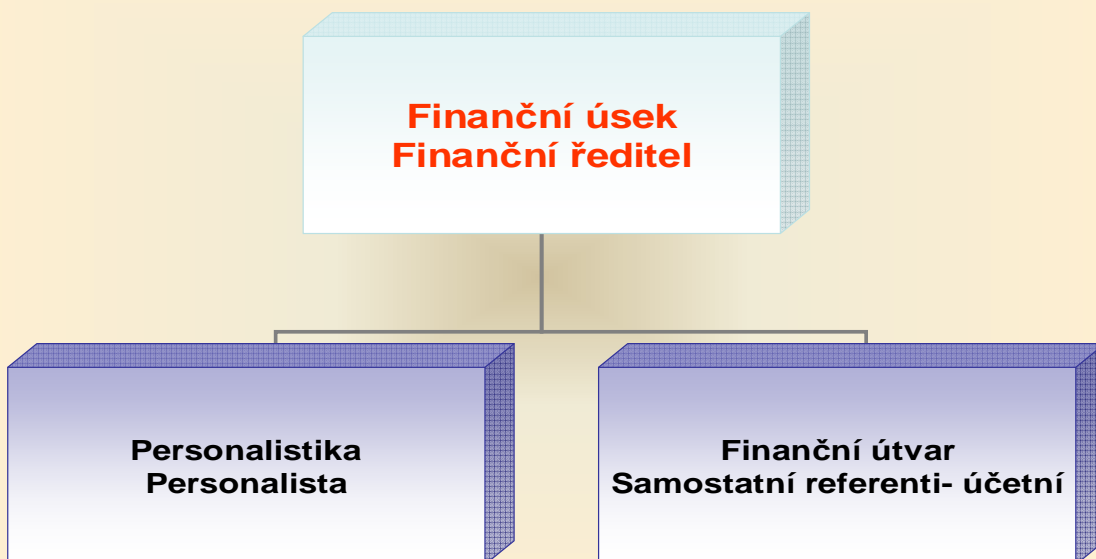 Finanční úsek
Finanční ředitel
Personalistika
Personalista
Finanční útvar
Samostatní referenti- účetní